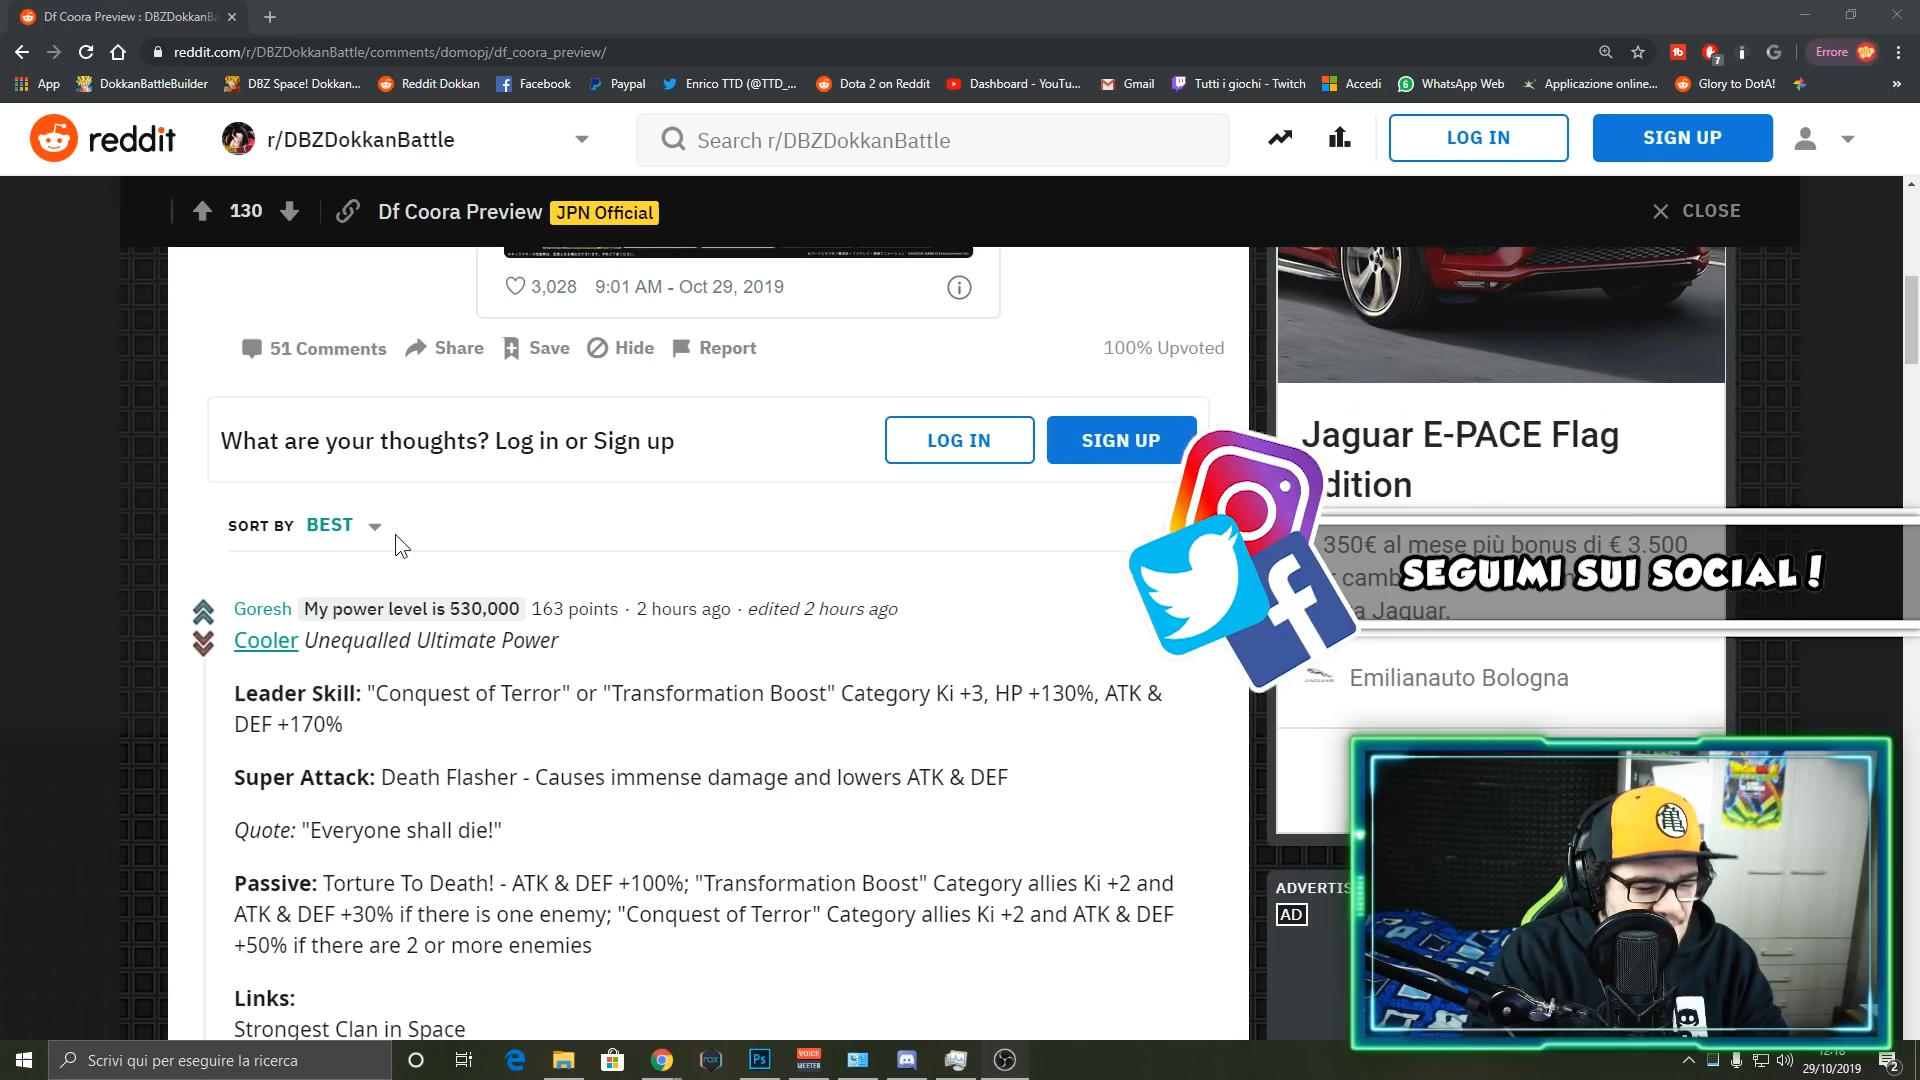 Df Coora Preview : DBZDokkanBa
reddit.com/r/DBZDokkanBattle/comments/domopj/df_coora_preview/
7
Errore
App
DokkanBattleBuilder
DBZ Space! Dokkan...
Reddit Dokkan
Facebook
Paypal
Enrico TTD (@TTD_...
Dota 2 on Reddit
Dashboard - YouTu...
Gmail
Tutti i giochi - Twitch
Accedi
WhatsApp Web
Applicazione online...
Glory to DotA!
reddit
r/DBZDokkanBattle
Search r/DBZDokkanBattle
LOG IN
SIGN UP
130
Df Coora Preview
JPN Official
CLOSE
3,028
9:01 AM - Oct 29, 2019
51 Comments
Share
Save
Hide
Report
100% Upvoted
What are your thoughts? Log in or Sign up
LOG IN
SIGN UP
SORT BY
BEST
Goresh My power level is 530,000 163 points · 2 hours ago · edited 2 hours ago
Cooler Unequalled Ultimate Power
Leader Skill: "Conquest of Terror" or "Transformation Boost" Category Ki +3, HP +130%, ATK &
DEF +170%
Super Attack: Death Flasher - Causes immense damage and lowers ATK & DEF
Quote: "Everyone shall die!"
Passive: Torture To Death! - ATK & DEF +100%; "Transformation Boost" Category allies Ki +2 and
ATK & DEF +30% if there is one enemy; "Conquest of Terror" Category allies Ki +2 and ATK & DEF
+50% if there are 2 or more enemies
Links:
Strongest Clan in Space
Jaguar E-PACE Flag
dition
350€ al mese più bonus di € 3.500
camb
a Jaguar.
SEGUIMI SUI SOCIAL!
Emilianauto Bologna
ADVERTIS
AD
Scrivi qui per eseguire la ricerca
VOICE
MEETER
Ps
12:18
29/10/2019
2